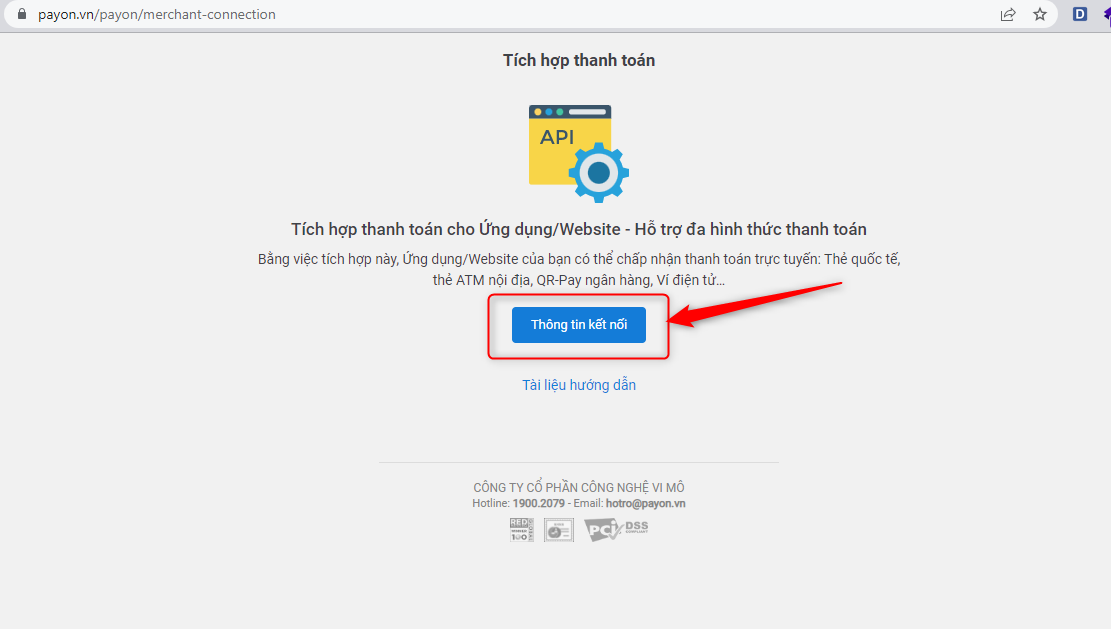 payon.vn/payon/merchant-connection
D
Tích hợp thanh toán
API
Tích hợp thanh toán cho Ứng dụng/Website - Hỗ trợ đa hình thức thanh toán
Bằng việc tích hợp này, Ứng dụng/Website của bạn có thể chấp nhận thanh toán trực tuyến: Thẻ quốc tế,
thẻ ATM nội địa, QR-Pay ngân hàng, Ví điện tử...
Thông tin kết nối
Tài liệu hướng dẫn
CÔNG TY CỔ PHẦN CÔNG NGHỆ VI MÔ
Hotline: 1900.2079 - Email: hotro@payon.vn
RED
100
PCI DSS
COMPLIANT